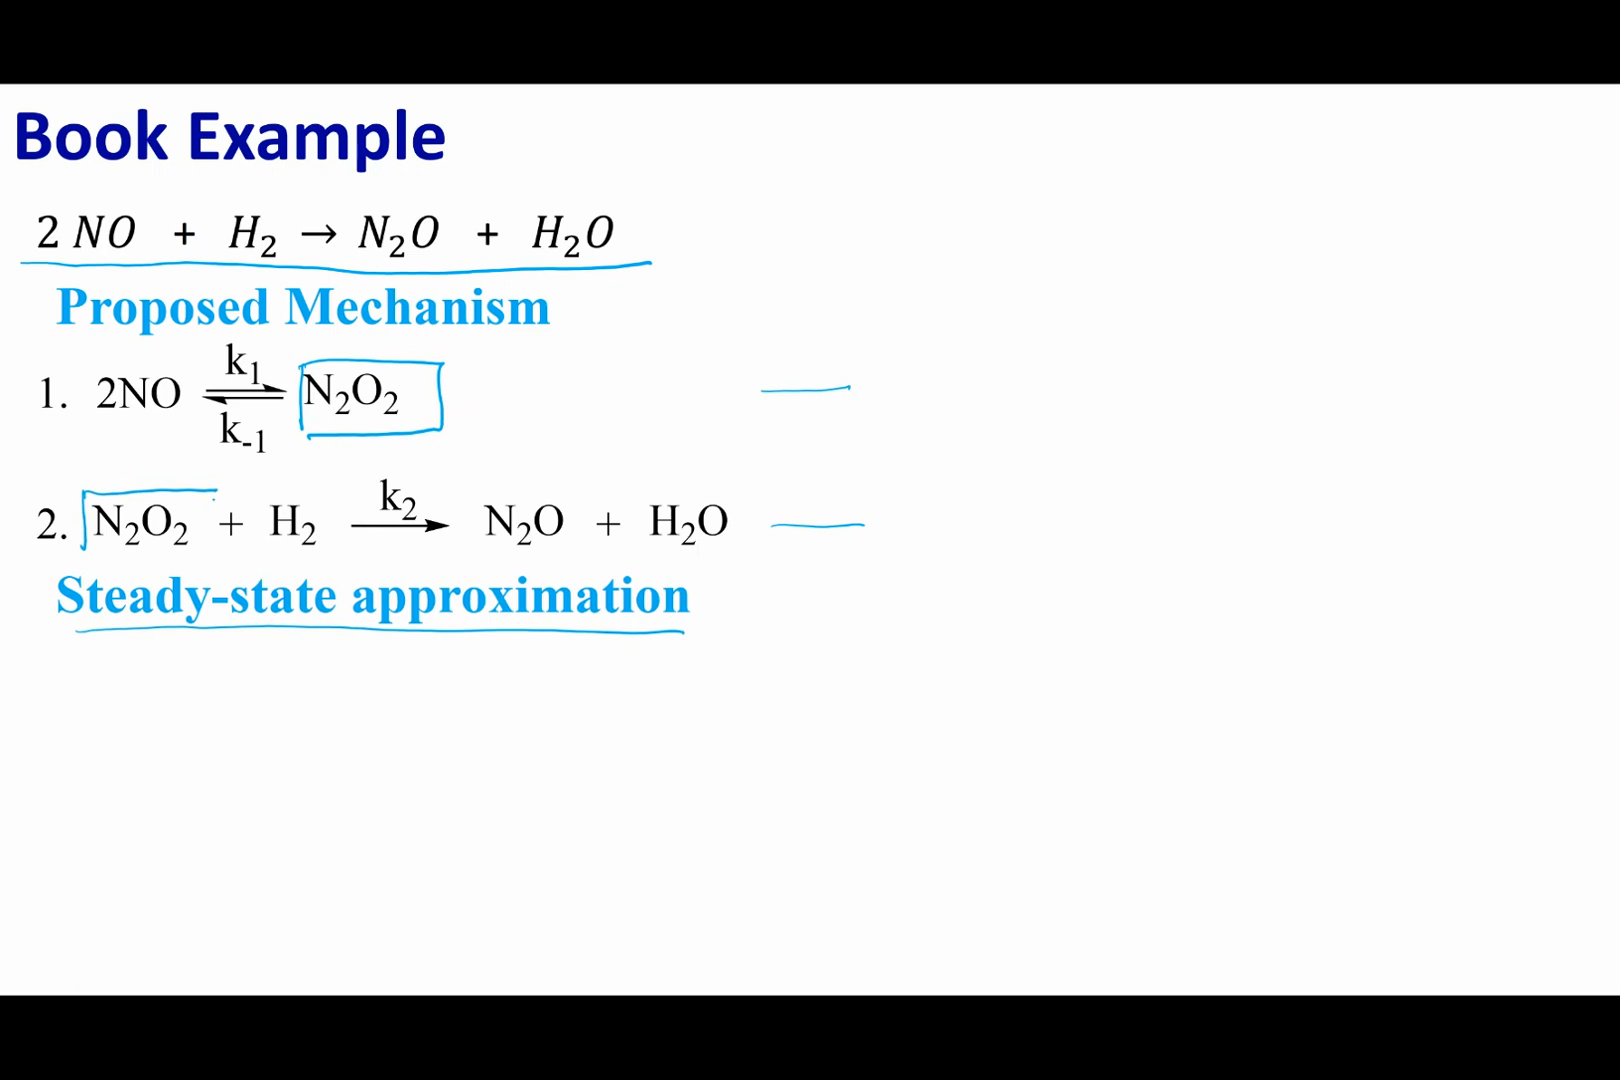 Book Example
2 NO + H₂ → N₂O + H₂O
Proposed Mechanism
k₁
1. 2NO ⇌ N₂O₂
k₋₁
k₂
2. N₂O₂ + H₂ → N₂O + H₂O
Steady-state approximation